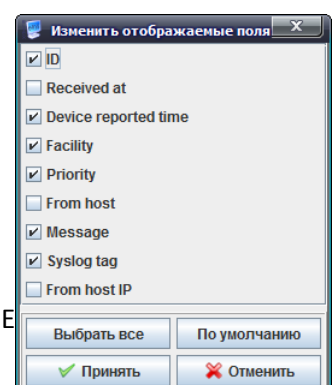 Изменить отображаемые поля
ID
Received at
Device reported time
Facility
Priority
From host
Message
Syslog tag
From host IP
Е
Выбрать все По умолчанию
Принять Отменить